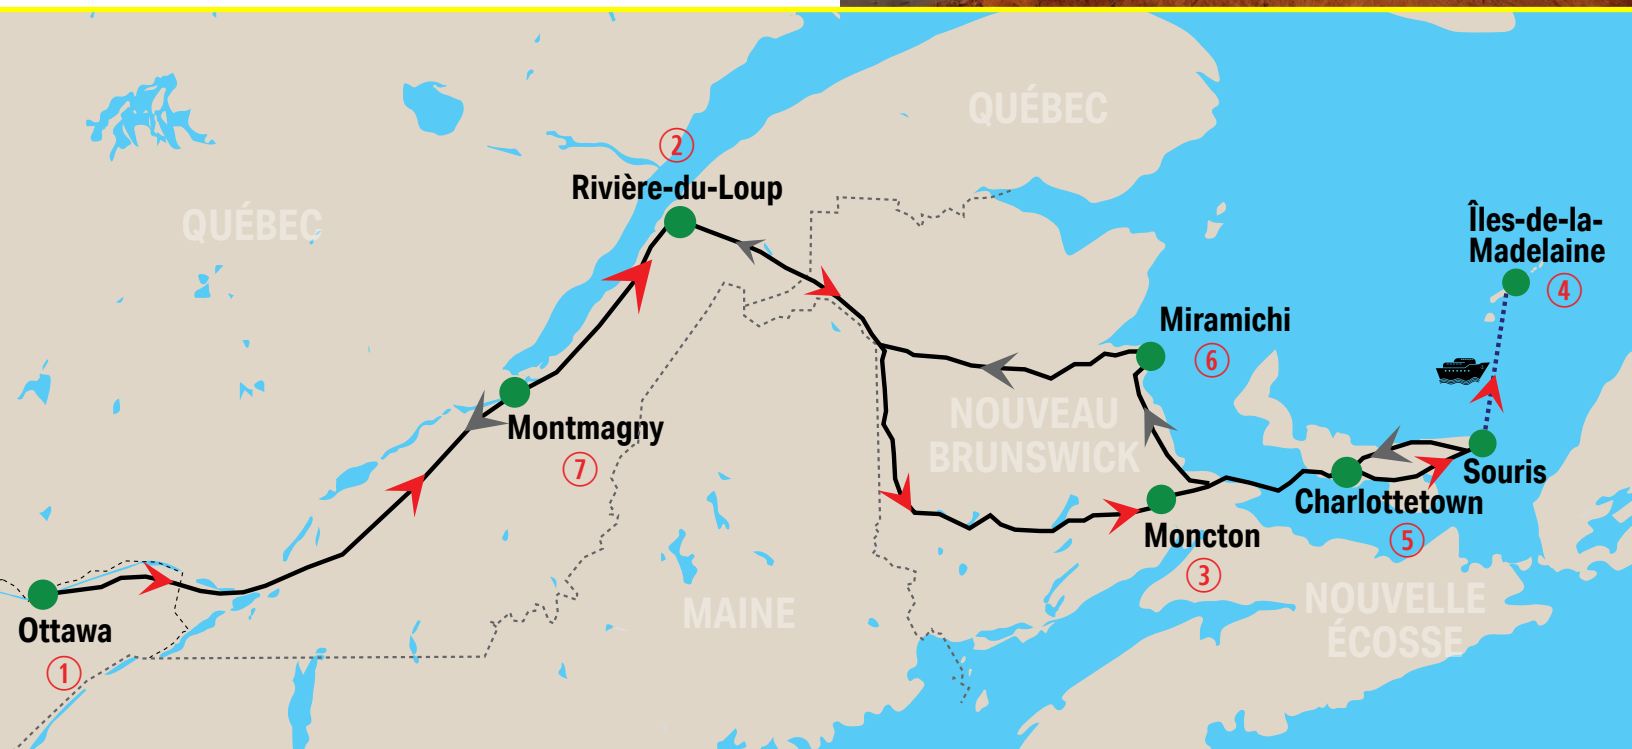 QUÉBEC
②
Rivière-du-Loup
QUÉBEC
Îles-de-la-
Madelaine
④
Miramichi
⑥
Montmagny
⑦
NOUVEAU
BRUNSWICK
Souris
Charlottetown
⑤
Moncton
③
Ottawa
①
MAINE
NOUVELLE
ÉCOSSE